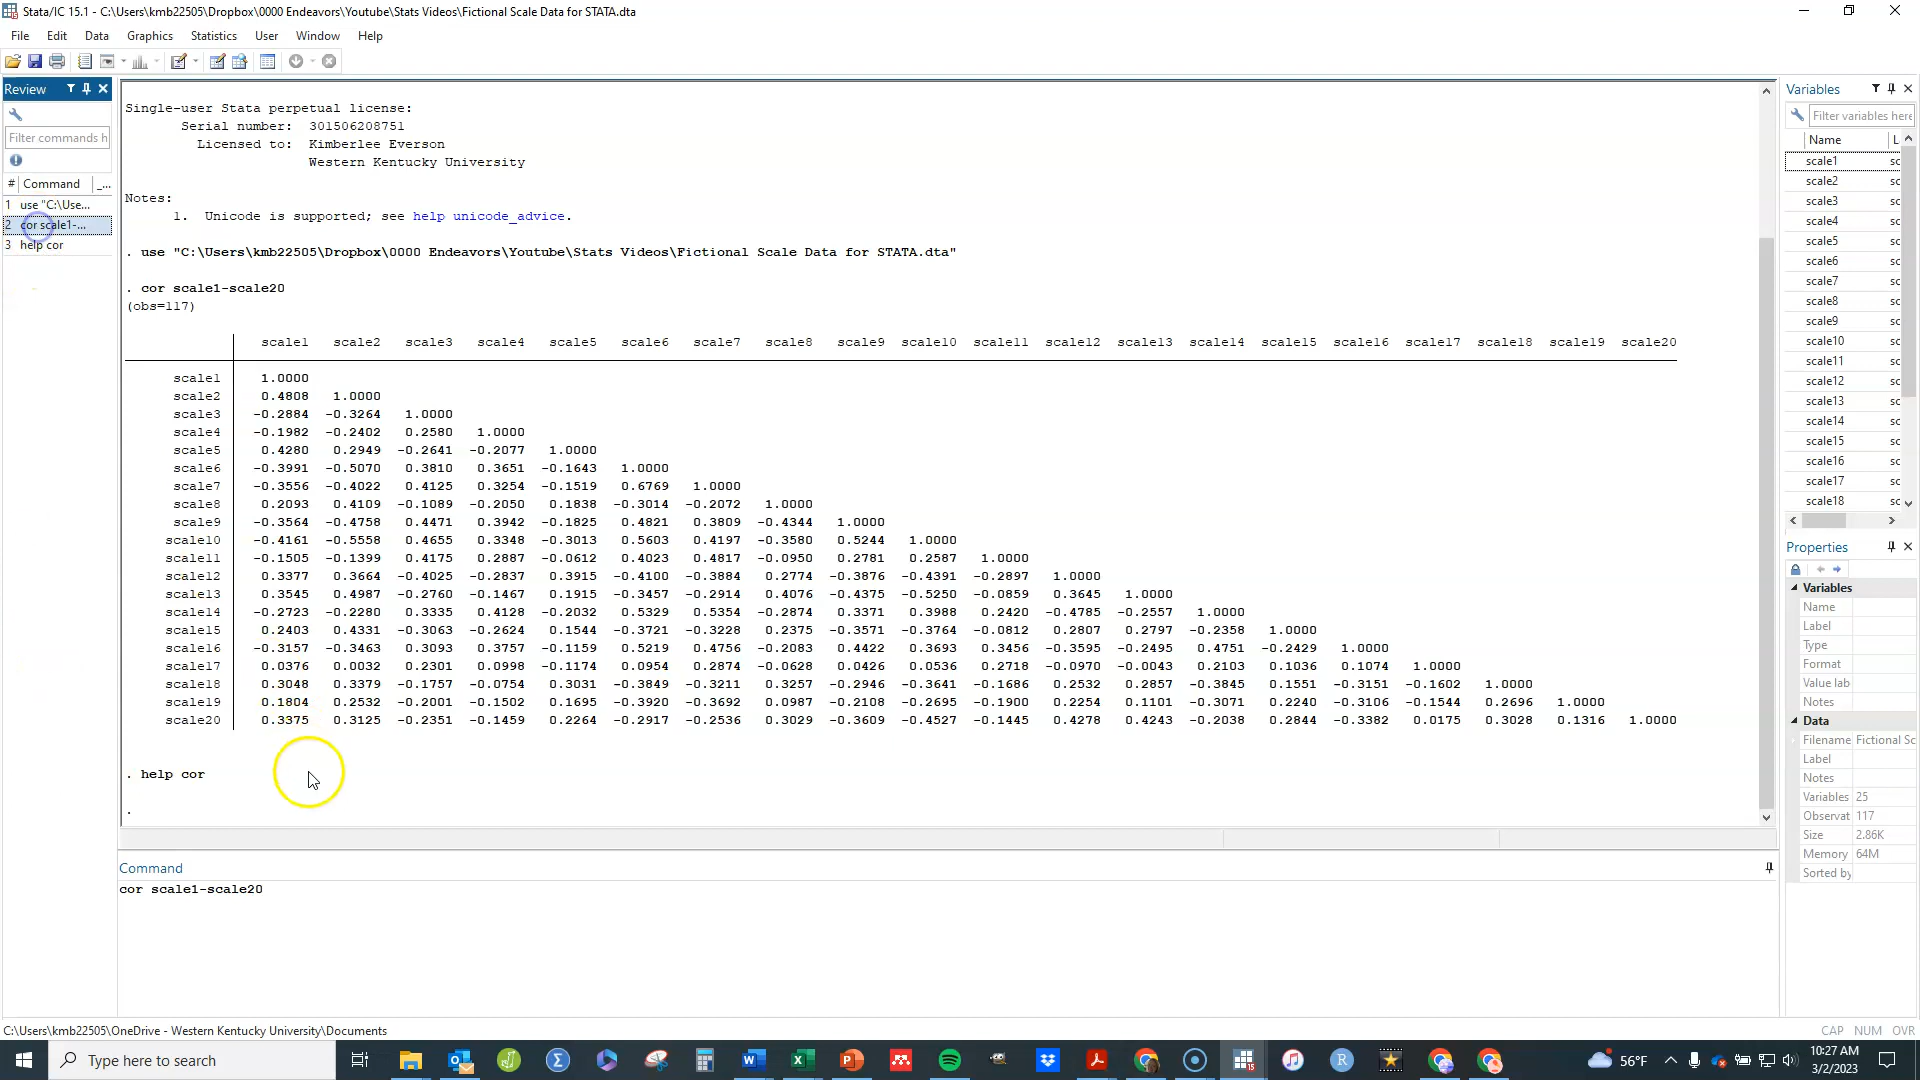 Stata/IC 15.1 - C:\Users\kmb22505\Dropbox\0000 Endeavors\Youtube\Stats Videos\Fictional Scale Data for STATA.dta
File Edit Data Graphics Statistics User Window Help
Review
Filter commands h
# Command _...
1 use "C:\Use...
2 cor scale1-...
3 help cor
Single-user Stata perpetual license:
Serial number: 301506208751
Licensed to: Kimberlee Everson
Western Kentucky University
Notes:
1. Unicode is supported; see help unicode_advice.
. use "C:\Users\kmb22505\Dropbox\0000 Endeavors\Youtube\Stats Videos\Fictional Scale Data for STATA.dta"
. cor scale1-scale20
(obs=117)
scale1 scale2 scale3 scale4 scale5 scale6 scale7 scale8 scale9 scale10 scale11 scale12 scale13 scale14 scale15 scale16 scale17 scale18 scale19 scale20
scale1 1.0000
scale2 0.4808 1.0000
scale3 -0.2884 -0.3264 1.0000
scale4 -0.1982 -0.2402 0.2580 1.0000
scale5 0.4280 0.2949 -0.2641 -0.2077 1.0000
scale6 -0.3991 -0.5070 0.3810 0.3651 -0.1643 1.0000
scale7 -0.3556 -0.4022 0.4125 0.3254 -0.1519 0.6769 1.0000
scale8 0.2093 0.4109 -0.1089 -0.2050 0.1838 -0.3014 -0.2072 1.0000
scale9 -0.3564 -0.4758 0.4471 0.3942 -0.1825 0.4821 0.3809 -0.4344 1.0000
scale10 -0.4161 -0.5558 0.4655 0.3348 -0.3013 0.5603 0.4197 -0.3580 0.5244 1.0000
scale11 -0.1505 -0.1399 0.4175 0.2887 -0.0612 0.4023 0.4817 -0.0950 0.2781 0.2587 1.0000
scale12 0.3377 0.3664 -0.4025 -0.2837 0.3915 -0.4100 -0.3884 0.2774 -0.3876 -0.4391 -0.2897 1.0000
scale13 0.3545 0.4987 -0.2760 -0.1467 0.1915 -0.3457 -0.2914 0.4076 -0.4375 -0.5250 -0.0859 0.3645 1.0000
scale14 -0.2723 -0.2280 0.3335 0.4128 -0.2032 0.5329 0.5354 -0.2874 0.3371 0.3988 0.2420 -0.4785 -0.2557 1.0000
scale15 0.2403 0.4331 -0.3063 -0.2624 0.1544 -0.3721 -0.3228 0.2375 -0.3571 -0.3764 -0.0812 0.2807 0.2797 -0.2358 1.0000
scale16 -0.3157 -0.3463 0.3093 0.3757 -0.1159 0.5219 0.4756 -0.2083 0.4422 0.3693 0.3456 -0.3595 -0.2495 0.4751 -0.2429 1.0000
scale17 0.0376 0.0032 0.2301 0.0998 -0.1174 0.0954 0.2874 -0.0628 0.0426 0.0536 0.2718 -0.0970 -0.0043 0.2103 0.1036 0.1074 1.0000
scale18 0.3048 0.3379 -0.1757 -0.0754 0.3031 -0.3849 -0.3211 0.3257 -0.2946 -0.3641 -0.1686 0.2532 0.2857 -0.3845 0.1551 -0.3151 -0.1602 1.0000
scale19 0.1804 0.2532 -0.2001 -0.1502 0.1695 -0.3920 -0.3692 0.0987 -0.2108 -0.2695 -0.1900 0.2254 0.1101 -0.3071 0.2240 -0.3106 -0.1544 0.2696 1.0000
scale20 0.3375 0.3125 -0.2351 -0.1459 0.2264 -0.2917 -0.2536 0.3029 -0.3609 -0.4527 -0.1445 0.4278 0.4243 -0.2038 0.2844 -0.3382 0.0175 0.3028 0.1316 1.0000
. help cor
.
Command
cor scale1-scale20
Variables
Filter variables here
Name L
scale1 sc
scale2 sc
scale3 sc
scale4 sc
scale5 sc
scale6 sc
scale7 sc
scale8 sc
scale9 sc
scale10 sc
scale11 sc
scale12 sc
scale13 sc
scale14 sc
scale15 sc
scale16 sc
scale17 sc
scale18 sc
Properties
Variables
Name
Label
Type
Format
Value lab
Notes
Data
Filename Fictional Sc
Label
Notes
Variables 25
Observat 117
Size 2.86K
Memory 64M
Sorted by
C:\Users\kmb22505\OneDrive - Western Kentucky University\Documents
CAP NUM OVR
Type here to search
56°F
10:27 AM
3/2/2023